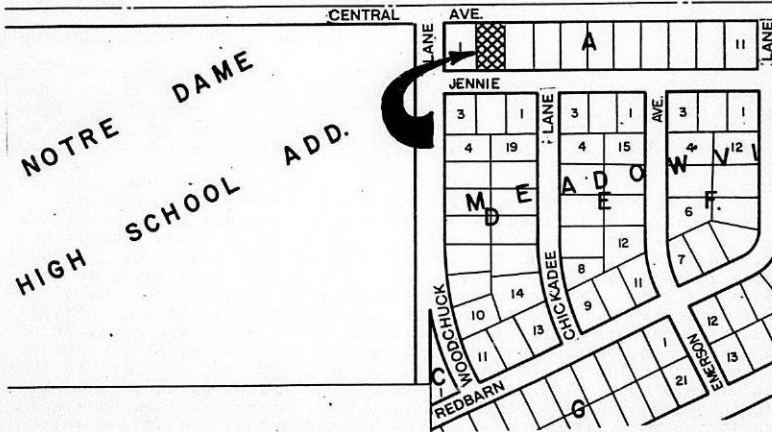 CENTRAL AVE.
LANE
1 A 11
LANE
NOTRE DAME
HIGH SCHOOL ADD.
JENNIE
3 1
LANE
3 1
AVE.
3 1
4 19
4 15
4 12
M E A D O W V I
D E F.
6
12
7
8
14
11
9
10
13
11
WOODCHUCK
CHICKADEE
EMERSON
12
13
1
21
C
REDBARN
G